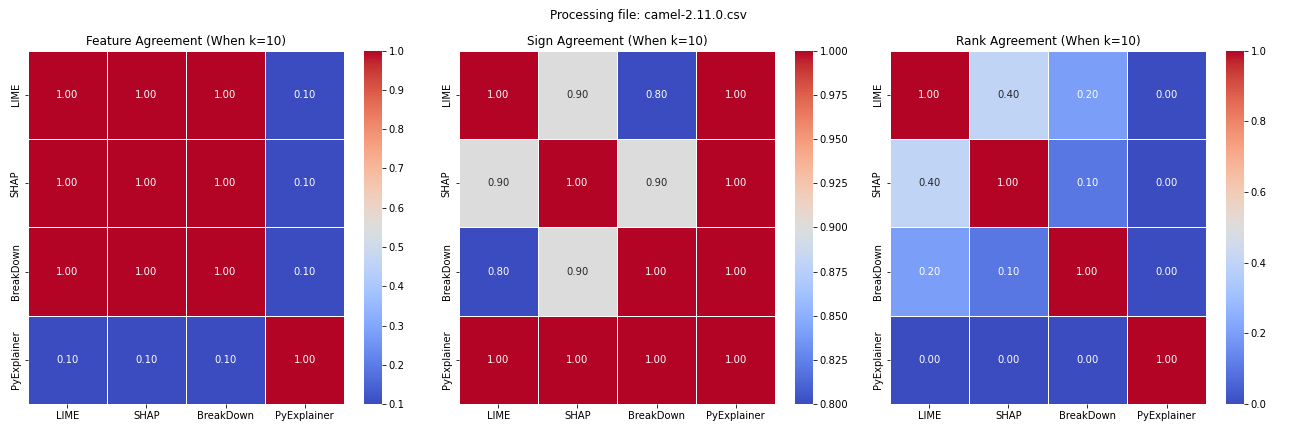 Processing file: camel-2.11.0.csv
Feature Agreement (When k=10)
LIME 1.00 1.00 1.00 0.10
SHAP 1.00 1.00 1.00 0.10
BreakDown 1.00 1.00 1.00 0.10
PyExplainer 0.10 0.10 0.10 1.00
LIME SHAP BreakDown PyExplainer
1.0
0.9
0.8
0.7
0.6
0.5
0.4
0.3
0.2
0.1
Sign Agreement (When k=10)
LIME 1.00 0.90 0.80 1.00
SHAP 0.90 1.00 0.90 1.00
BreakDown 0.80 0.90 1.00 1.00
PyExplainer 1.00 1.00 1.00 1.00
LIME SHAP BreakDown PyExplainer
1.000
0.975
0.950
0.925
0.900
0.875
0.850
0.825
0.800
Rank Agreement (When k=10)
LIME 1.00 0.40 0.20 0.00
SHAP 0.40 1.00 0.10 0.00
BreakDown 0.20 0.10 1.00 0.00
PyExplainer 0.00 0.00 0.00 1.00
LIME SHAP BreakDown PyExplainer
1.0
0.8
0.6
0.4
0.2
0.0